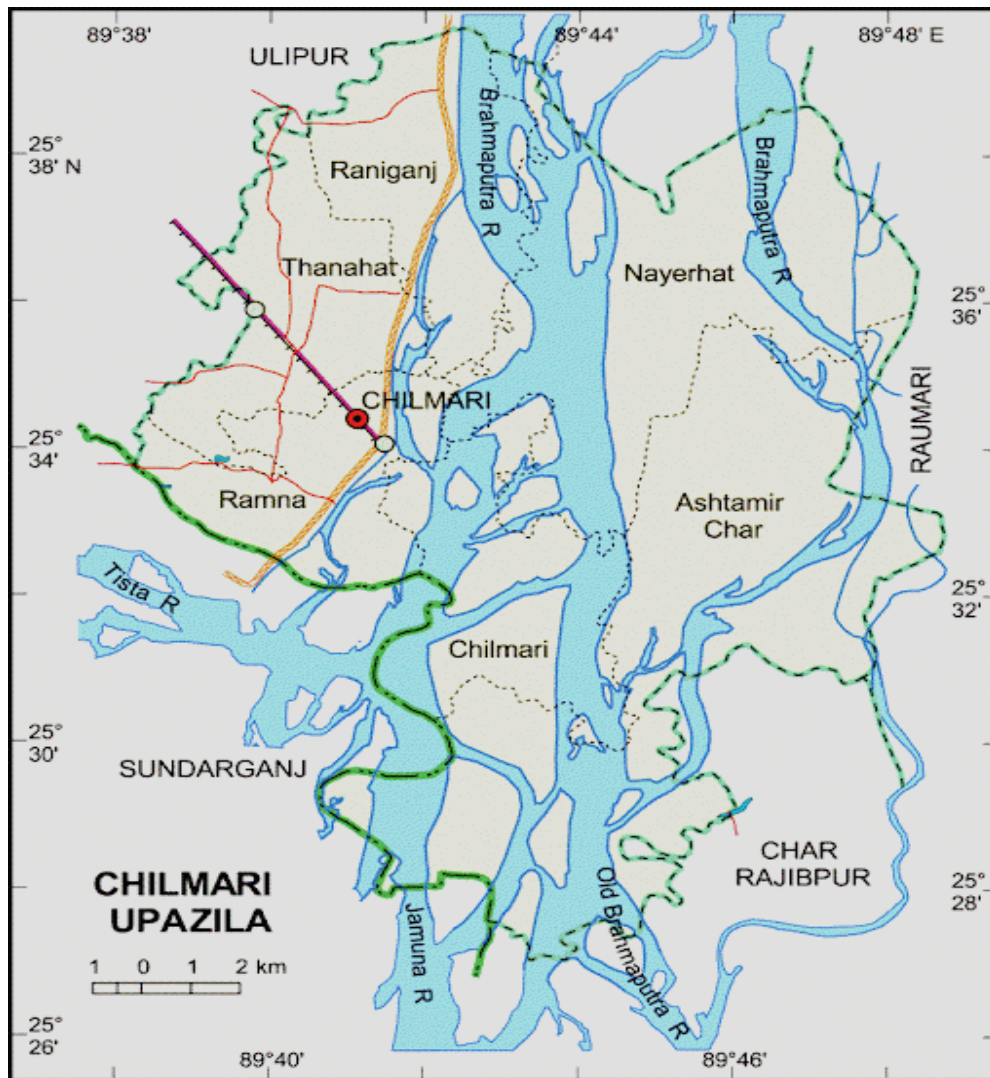 89°38'
89°44'
89°48' E
ULIPUR
Brahmaputra R
Brahmaputra R
25°
38' N
Raniganj
Thanahat
Nayerhat
25°
36'
CHILMARI
25°
34'
RAUMARI
Ramna
Ashtamir
Char
Tista R
25°
32'
Chilmari
25°
30'
SUNDARGANJ
CHAR
RAJIBPUR
CHILMARI
UPAZILA
25°
28'
Jamuna R
Old Brahmaputra R
1 0 1 2 km
25°
26'
89°40'
89°46'